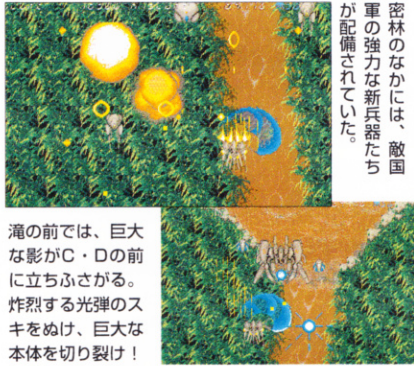 密林のなかには、敵国
軍の強力な新兵器たち
が配備されていた。
滝の前では、巨大
な影がC・Dの前
に立ちふさがる。
炸烈する光弾のス
キをぬけ、巨大な
本体を切り裂け！